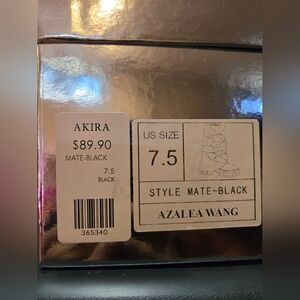 AKIRA
$89.90
MATE-BLACK
7.5
BLACK
365340
US SIZE
7.5
STYLE MATE-BLACK
AZALEA WANG